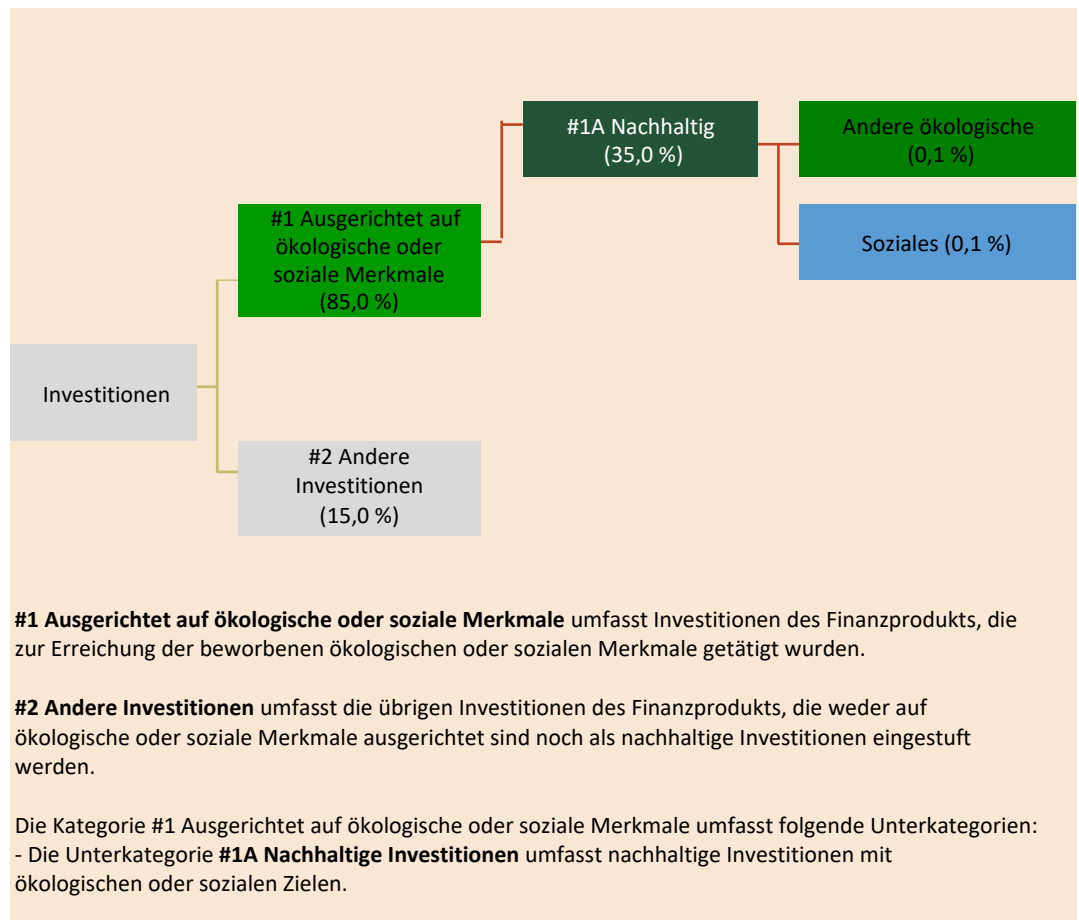 #1A Nachhaltig
(35,0 %)
Andere ökologische
(0,1 %)
#1 Ausgerichtet auf
ökologische oder
soziale Merkmale
(85,0 %)
Soziales (0,1 %)
Investitionen
#2 Andere
Investitionen
(15,0 %)
#1 Ausgerichtet auf ökologische oder soziale Merkmale umfasst Investitionen des Finanzprodukts, die
zur Erreichung der beworbenen ökologischen oder sozialen Merkmale getätigt wurden.
#2 Andere Investitionen umfasst die übrigen Investitionen des Finanzprodukts, die weder auf
ökologische oder soziale Merkmale ausgerichtet sind noch als nachhaltige Investitionen eingestuft
werden.
Die Kategorie #1 Ausgerichtet auf ökologische oder soziale Merkmale umfasst folgende Unterkategorien:
- Die Unterkategorie #1A Nachhaltige Investitionen umfasst nachhaltige Investitionen mit
ökologischen oder sozialen Zielen.